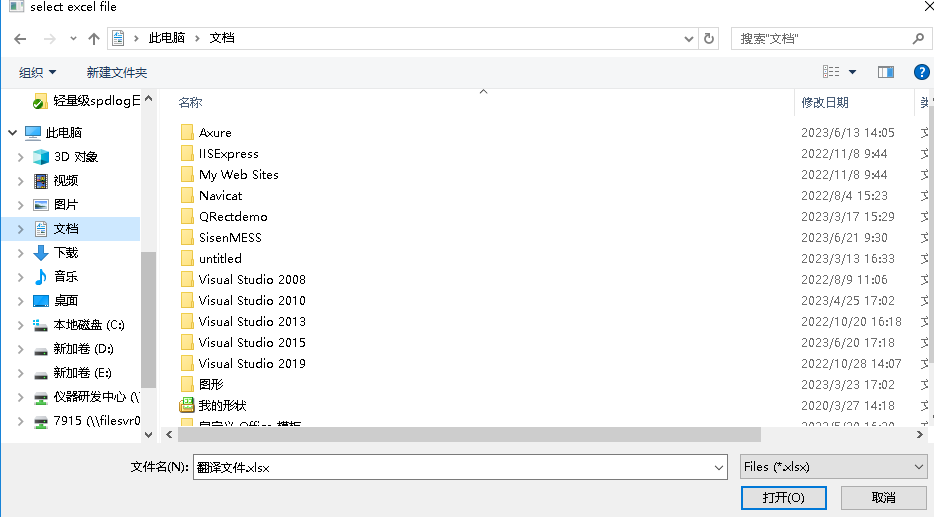 select excel file
此电脑 > 文档
搜索"文档"
组织
新建文件夹
轻量级spdlog日
此电脑
3D 对象
视频
图片
文档
下载
音乐
桌面
本地磁盘 (C:)
新加卷 (D:)
新加卷 (E:)
仪器研发中心 (\\
7915 (\\filesvr0
名称 修改日期 类
Axure 2023/6/13 14:05 文
IISExpress 2022/11/8 9:44 文
My Web Sites 2022/11/8 9:44 文
Navicat 2022/8/4 15:23 文
QRectdemo 2023/3/17 15:29 文
SisenMESS 2023/6/21 9:30 文
untitled 2023/3/13 16:33 文
Visual Studio 2008 2022/8/9 11:06 文
Visual Studio 2010 2023/4/25 17:02 文
Visual Studio 2013 2022/10/20 16:18 文
Visual Studio 2015 2023/6/20 17:18 文
Visual Studio 2019 2022/10/28 14:07 文
图形 2023/3/23 17:02 文
我的形状 2020/3/27 14:18 文
自定义 Office 模板
文件名(N): 翻译文件.xlsx Files (*.xlsx)
打开(O) 取消